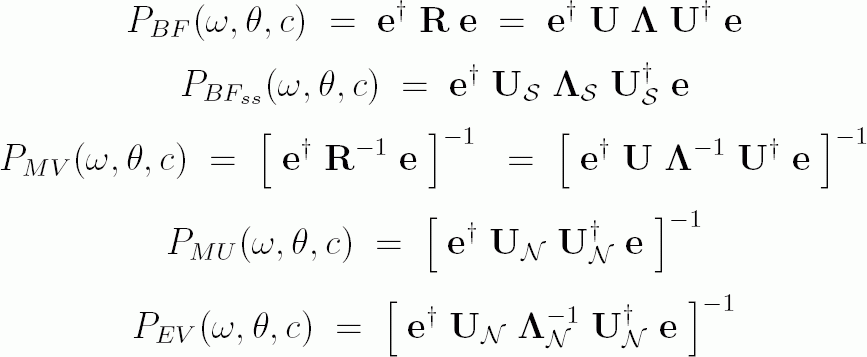 P_{BF}(ω, θ, c) = e† R e = e† U Λ U† e
P_{BF_{ss}}(ω, θ, c) = e† U_𝒮 Λ_𝒮 U_𝒮† e
P_{MV}(ω, θ, c) = [ e† R^{-1} e ]^{-1} = [ e† U Λ^{-1} U† e ]^{-1}
P_{MU}(ω, θ, c) = [ e† U_𝒩 U_𝒩† e ]^{-1}
P_{EV}(ω, θ, c) = [ e† U_𝒩 Λ_𝒩^{-1} U_𝒩† e ]^{-1}